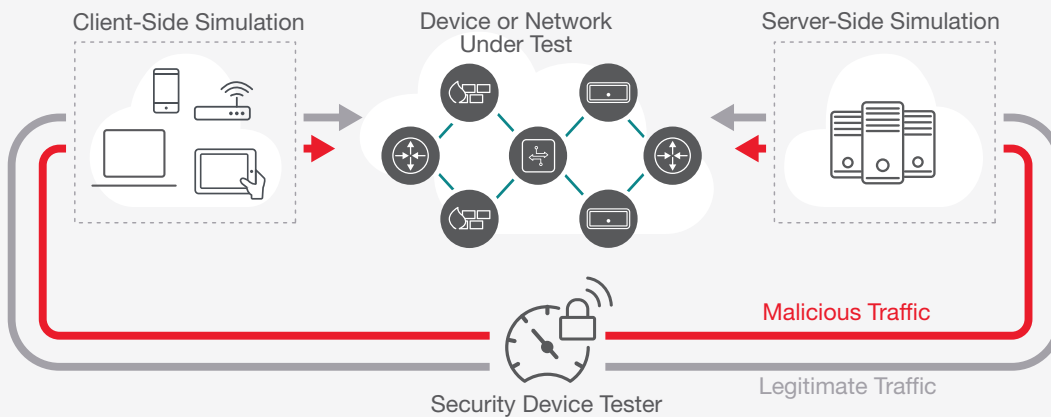 Client-Side Simulation
Device or Network
Under Test
Server-Side Simulation
Malicious Traffic
Legitimate Traffic
Security Device Tester